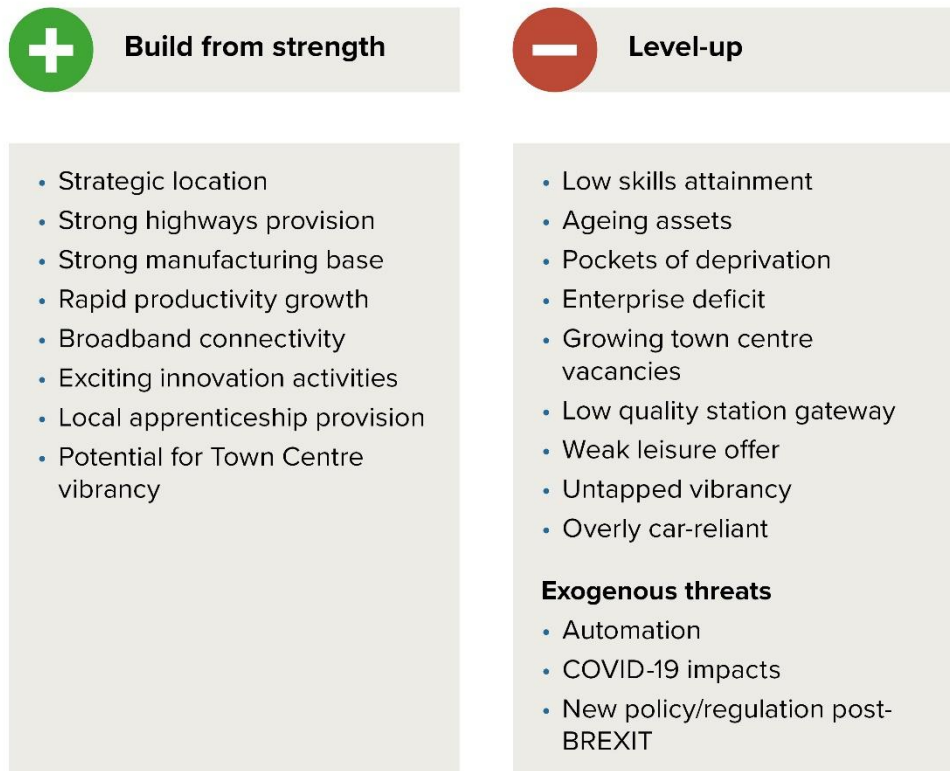 Build from strength
• Strategic location
• Strong highways provision
• Strong manufacturing base
• Rapid productivity growth
• Broadband connectivity
• Exciting innovation activities
• Local apprenticeship provision
• Potential for Town Centre
vibrancy
Level-up
• Low skills attainment
• Ageing assets
• Pockets of deprivation
• Enterprise deficit
• Growing town centre
vacancies
• Low quality station gateway
• Weak leisure offer
• Untapped vibrancy
• Overly car-reliant
Exogenous threats
• Automation
• COVID-19 impacts
• New policy/regulation post-
BREXIT